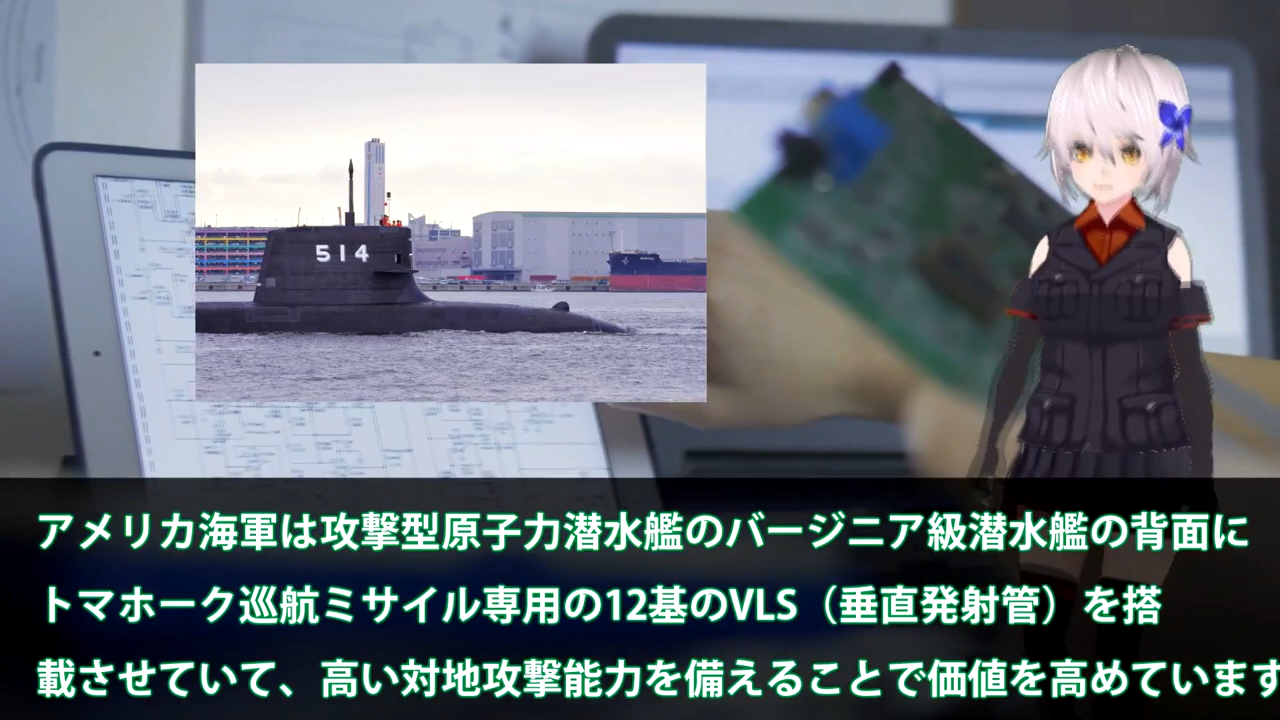 514
アメリカ海軍は攻撃型原子力潜水艦のバージニア級潜水艦の背面に
トマホーク巡航ミサイル専用の12基のVLS（垂直発射管）を搭
載させていて、高い対地攻撃能力を備えることで価値を高めています